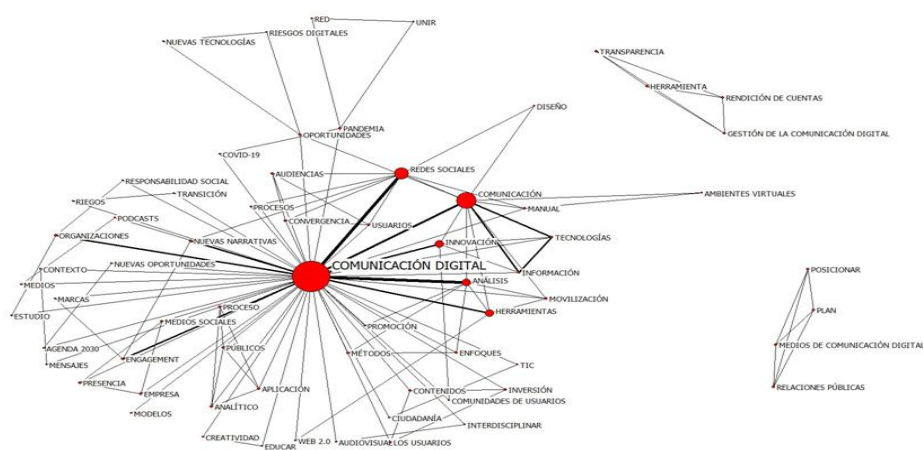 RED
UNIR
RIESGOS DIGITALES
NUEVAS TECNOLOGÍAS
TRANSPARENCIA
HERRAMIENTA
RENDICIÓN DE CUENTAS
DISEÑO
PANDEMIA
OPORTUNIDADES
GESTIÓN DE LA COMUNICACIÓN DIGITAL
COVID-19
REDES SOCIALES
AUDIENCIAS
RESPONSABILIDAD SOCIAL
TRANSICIÓN
COMUNICACIÓN
AMBIENTES VIRTUALES
RIEGOS
PROCESOS
MANUAL
PODCASTS
CONVERGENCIA
USUARIOS
ORGANIZACIONES
NUEVAS NARRATIVAS
INNOVACIÓN
TECNOLOGÍAS
NUEVAS OPORTUNIDADES
COMUNICACIÓN DIGITAL
CONTEXTO
INFORMACIÓN
POSICIONAR
MEDIOS
ANÁLISIS
MARCAS
MOVILIZACIÓN
PROCESO
ESTUDIO
HERRAMIENTAS
PLAN
MEDIOS SOCIALES
PROMOCIÓN
AGENDA 2030
PÚBLICOS
MEDIOS DE COMUNICACIÓN DIGITAL
ENGAGEMENT
MÉTODOS
ENFOQUES
MENSAJES
TIC
PRESENCIA
APLICACIÓN
RELACIONES PÚBLICAS
EMPRESA
CONTENIDOS
INVERSIÓN
COMUNIDADES DE USUARIOS
ANALÍTICO
MODELOS
CIUDADANÍA
INTERDISCIPLINAR
CREATIVIDAD
WEB 2.0
AUDIOVISUAL
LOS USUARIOS
EDUCAR